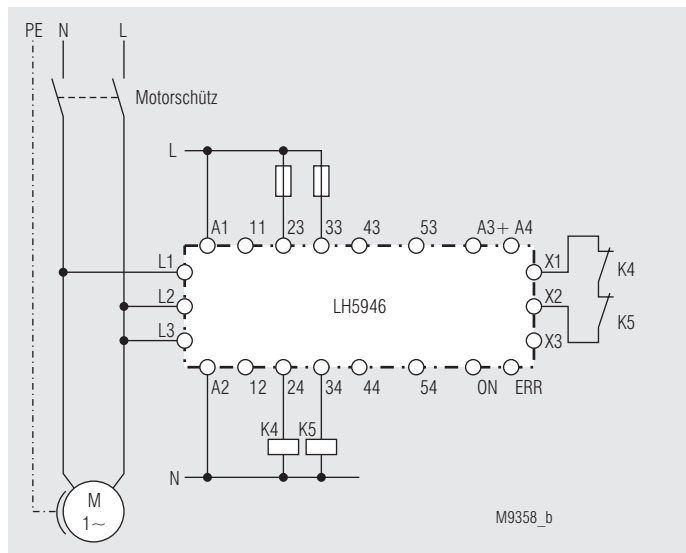 PE N L
Motorschütz
L
A1 11 23 33 43 53 A3+ A4
L1
X1
K4
L2
LH5946
X2
K5
L3
X3
A2 12 24 34 44 54 ON ERR
K4 K5
N
M
1~
M9358_b